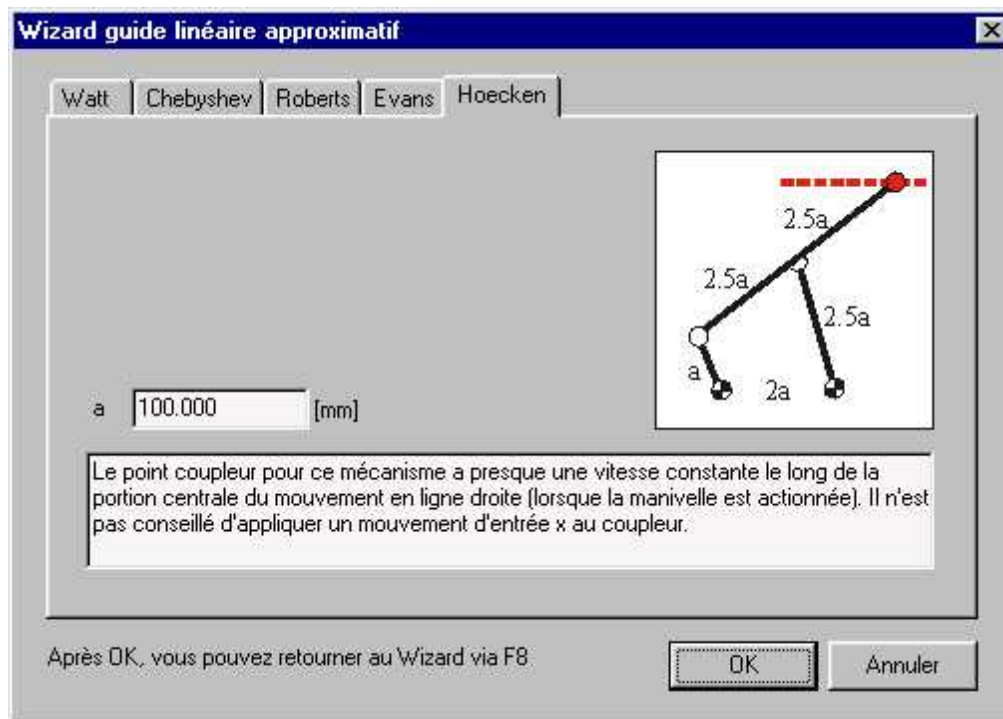 Wizard guide linéaire approximatif
Watt Chebyshev Roberts Evans Hoecken
2.5a
2.5a
2.5a
a
2a
a 100.000 [mm]
Le point coupleur pour ce mécanisme a presque une vitesse constante le long de la
portion centrale du mouvement en ligne droite (lorsque la manivelle est actionnée). Il n'est
pas conseillé d'appliquer un mouvement d'entrée x au coupleur.
Après OK, vous pouvez retourner au Wizard via F8
OK Annuler